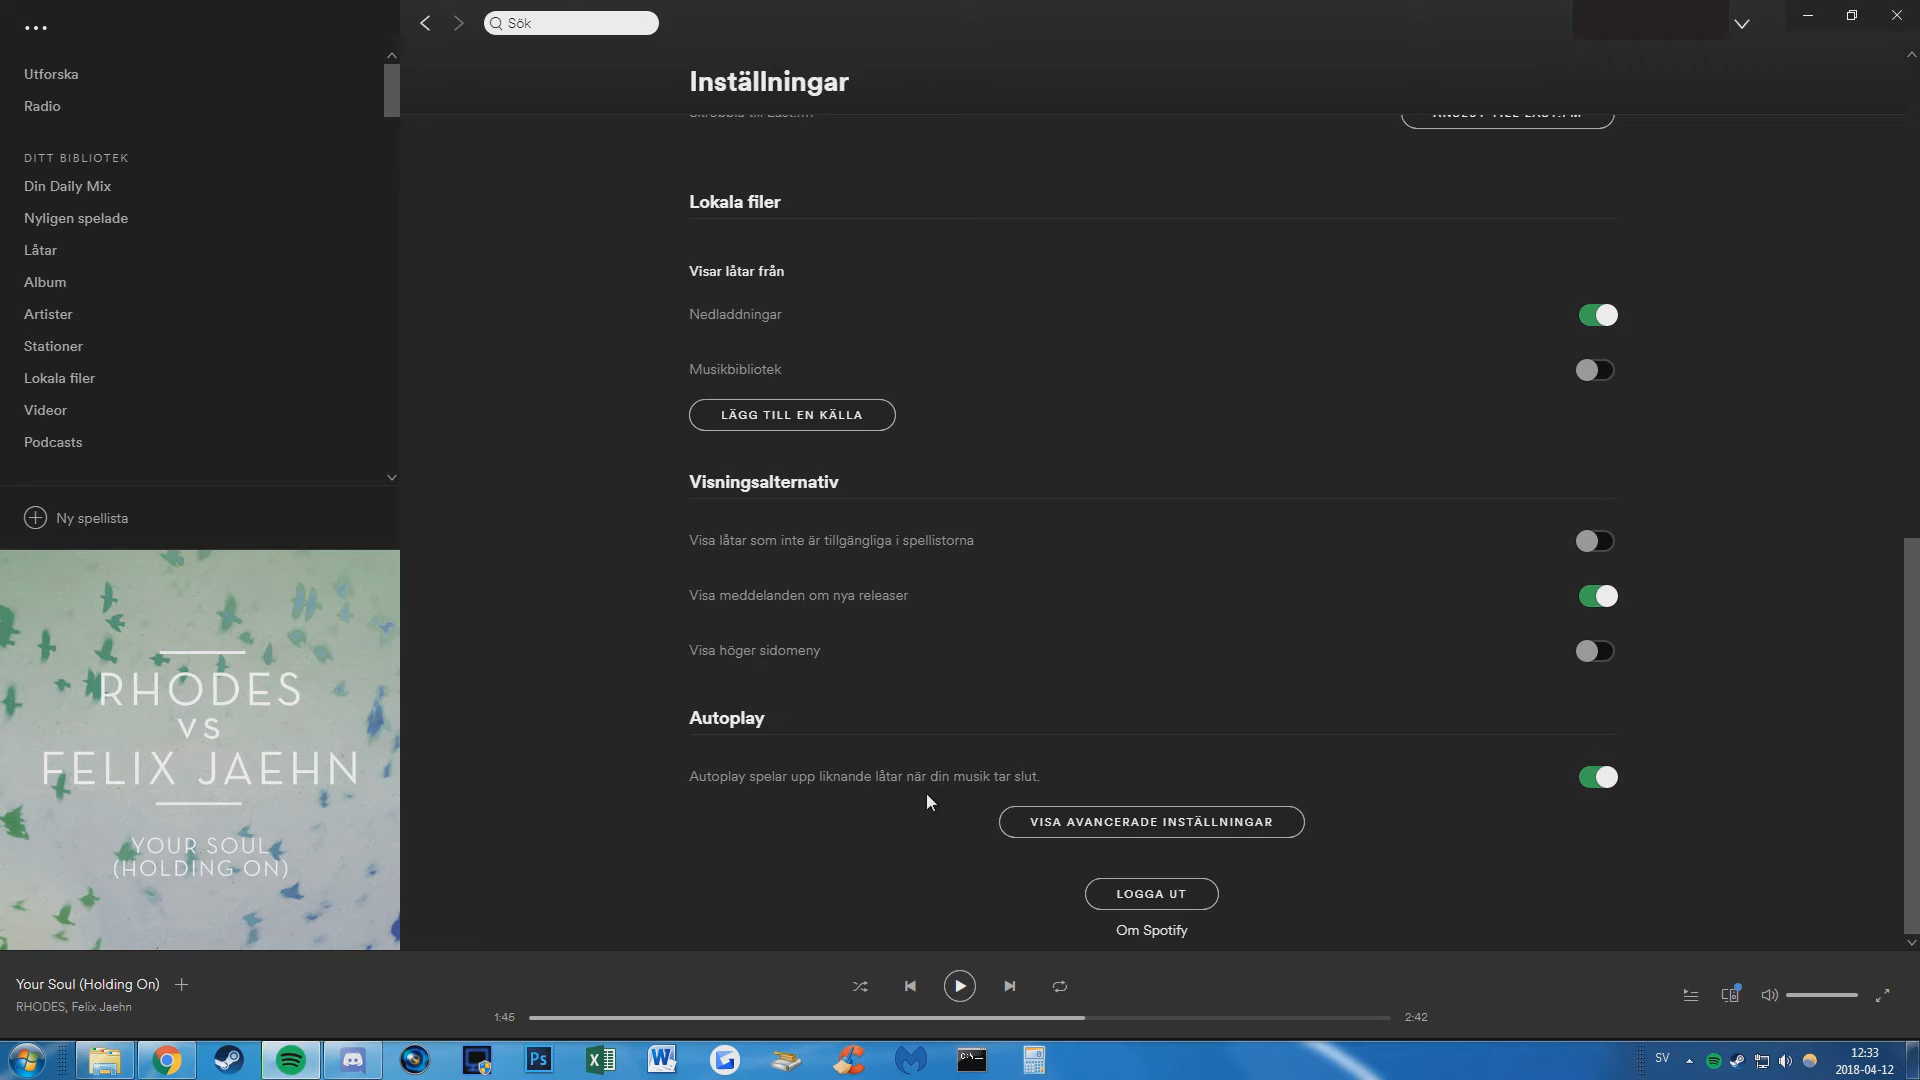 Sök
Utforska
Radio
DITT BIBLIOTEK
Din Daily Mix
Nyligen spelade
Låtar
Album
Artister
Stationer
Lokala filer
Videor
Podcasts
Ny spellista
RHODES
VS
FELIX JAEHN
YOUR SOUL
(HOLDING ON)
Inställningar
Lokala filer
Visar låtar från
Nedladdningar
Musikbibliotek
LÄGG TILL EN KÄLLA
Visningsalternativ
Visa låtar som inte är tillgängliga i spellistorna
Visa meddelanden om nya releaser
Visa höger sidomeny
Autoplay
Autoplay spelar upp liknande låtar när din musik tar slut.
VISA AVANCERADE INSTÄLLNINGAR
LOGGA UT
Om Spotify
Your Soul (Holding On)
RHODES, Felix Jaehn
1:45
2:42
Ps
SV
12:33
2018-04-12